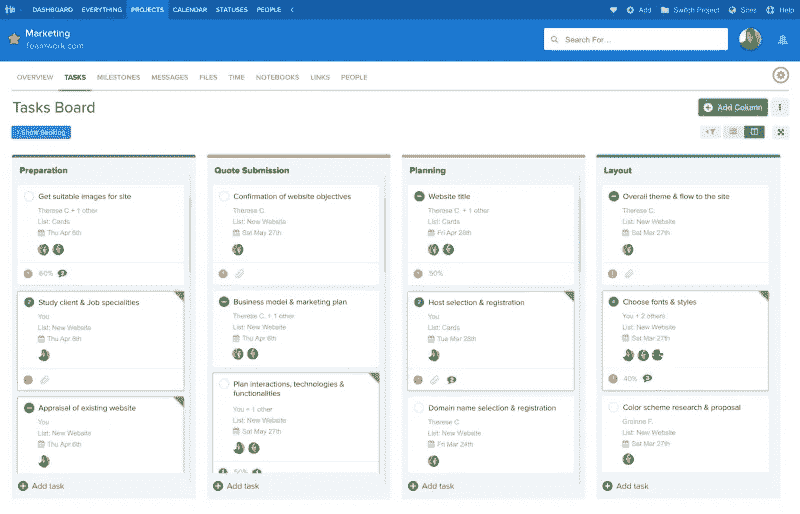 DASHBOARD EVERYTHING PROJECTS CALENDAR STATUSES PEOPLE
Add Switch Project Sites Help
Marketing
Teamwork.com
Search For ...
OVERVIEW TASKS MILESTONES MESSAGES FILES TIME NOTEBOOKS LINKS PEOPLE
Tasks Board
Add Column
Show Backlog
Preparation
Get suitable images for site
Therese C. + 1 other
List: Cards
Thu Apr 6th
60% 2
Study client & Job specialities
You
List: New Website
Thu Apr 6th
Appraisal of existing website
You
List: New Website
Thu Apr 6th
Add task
Quote Submission
Confirmation of website objectives
Therese C.
List: New Website
Sat May 27th
Business model & marketing plan
Therese C. + 1 other
List: New Website
Thu Apr 6th
Plan interactions, technologies &
functionalities
You + 1 other
List: New Website
Sat May 27th
50%
Add task
Planning
Website title
Therese C. + 1 other
List: Cards
Fri Apr 28th
50%
Host selection & registration
You
List: Cards
Tue Mar 28th
Domain name selection & registration
Therese C.
Fri Mar 24th
Add task
Layout
Overall theme & flow to the site
Therese C.
List: New Website
Sat Mar 27th
Choose fonts & styles
You + 2 others
List: New Website
Sat May 27th
40%
Color scheme research & proposal
Grainne F.
List: New Website
Sat Mar 27th
Add task